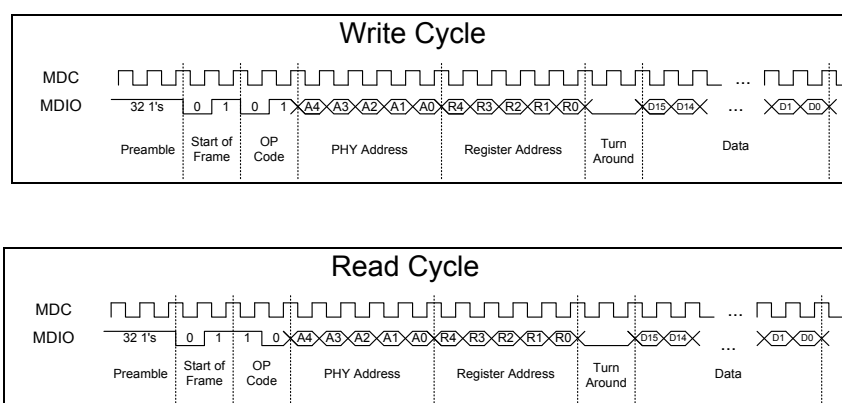 Write Cycle
MDC ...
MDIO 32 1's 0 1 0 1 A4 A3 A2 A1 A0 R4 R3 R2 R1 R0 D15 D14 ... D1 D0
Preamble Start of Frame OP Code PHY Address Register Address Turn Around Data
Read Cycle
MDC ...
MDIO 32 1's 0 1 1 0 A4 A3 A2 A1 A0 R4 R3 R2 R1 R0 D15 D14 ... D1 D0
Preamble Start of Frame OP Code PHY Address Register Address Turn Around Data